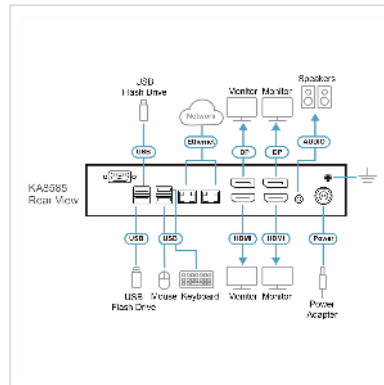 USB
Flash Drive
Network
Monitor Monitor
Speakers
USB
Ethernet
DP
DP
AUDIO
KA8585
Rear View
USB
USB
HDMI
HDMI
Power
USB
Flash Drive
Mouse Keyboard
Monitor
Monitor
Power
Adapter